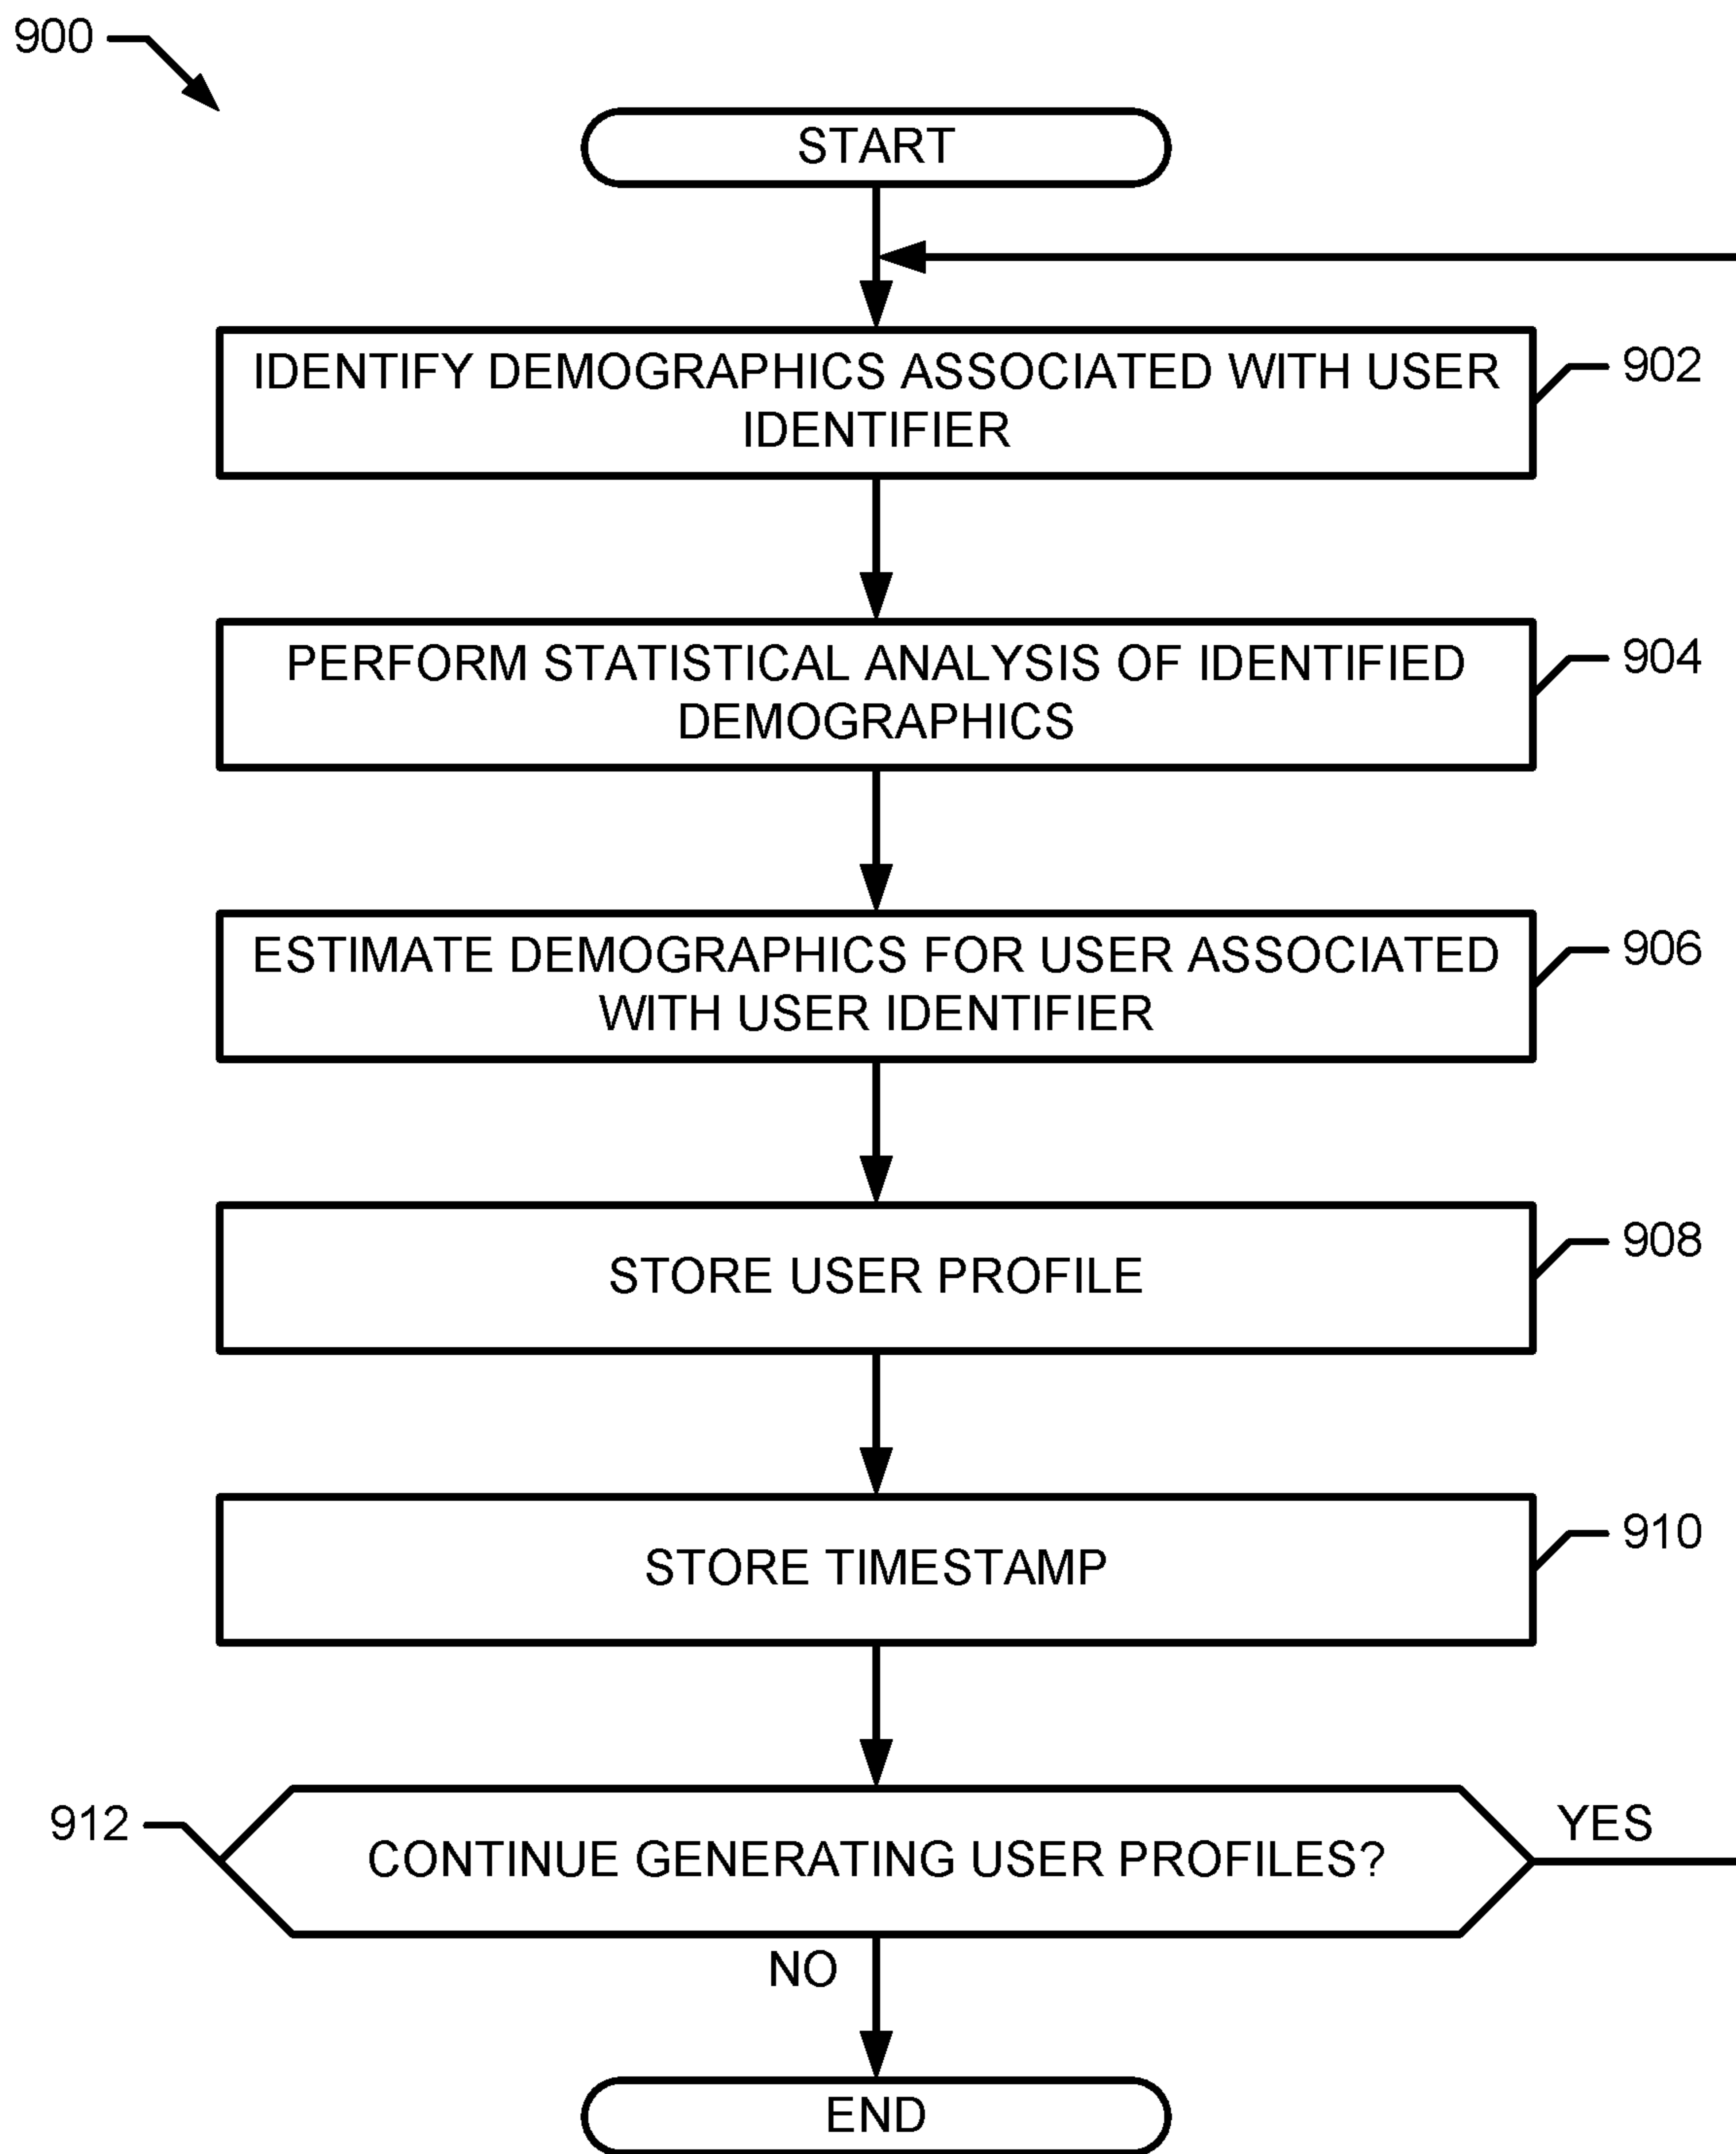 900
START
IDENTIFY DEMOGRAPHICS ASSOCIATED WITH USER
IDENTIFIER
902
PERFORM STATISTICAL ANALYSIS OF IDENTIFIED
DEMOGRAPHICS
904
ESTIMATE DEMOGRAPHICS FOR USER ASSOCIATED
WITH USER IDENTIFIER
906
STORE USER PROFILE
908
STORE TIMESTAMP
910
912
CONTINUE GENERATING USER PROFILES?
YES
NO
END